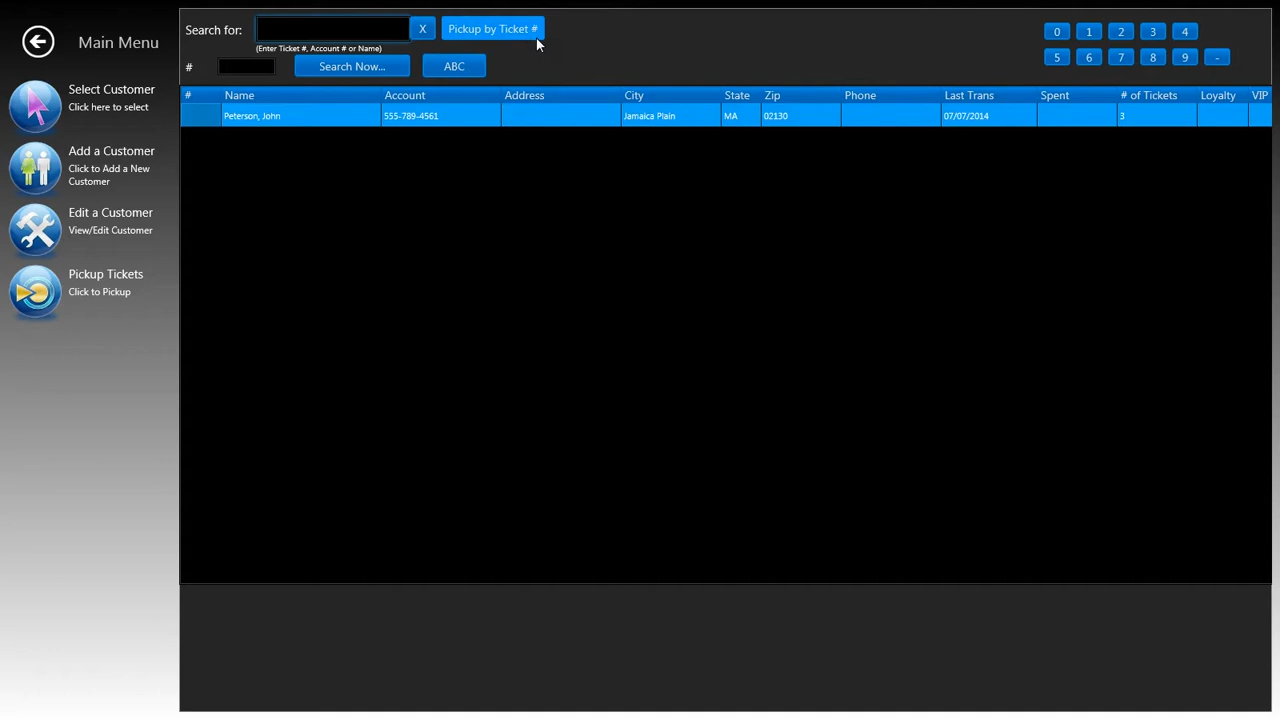 Main Menu
Select Customer
Click here to select
Add a Customer
Click to Add a New
Customer
Edit a Customer
View/Edit Customer
Pickup Tickets
Click to Pickup
Search for: X Pickup by Ticket #
(Enter Ticket #, Account # or Name)
# Search Now... ABC
0 1 2 3 4
5 6 7 8 9 -
# Name Account Address City State Zip Phone Last Trans Spent # of Tickets Loyalty VIP
Peterson, John 555-789-4561 Jamaica Plain MA 02130 07/07/2014 3